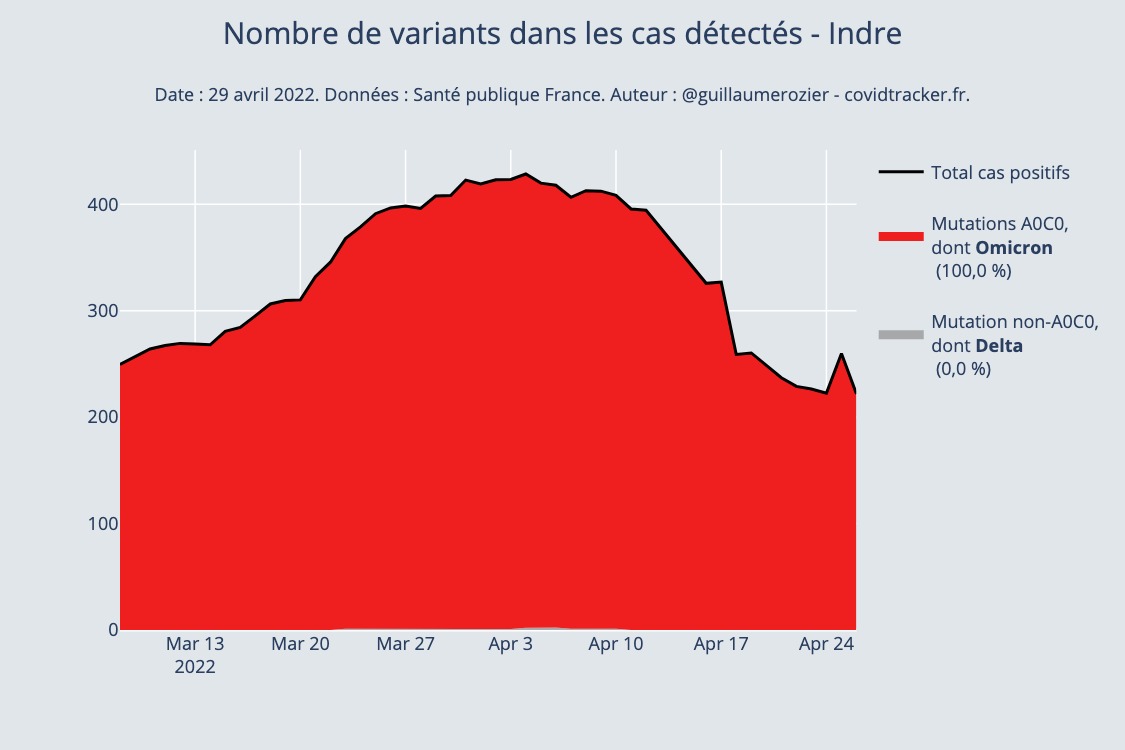 Nombre de variants dans les cas détectés - Indre
Date : 29 avril 2022. Données : Santé publique France. Auteur : @guillaumerozier - covidtracker.fr.
Total cas positifs
Mutations A0C0,
dont Omicron
(100,0 %)
Mutation non-A0C0,
dont Delta
(0,0 %)
400
300
200
100
0
Mar 13
2022
Mar 20
Mar 27
Apr 3
Apr 10
Apr 17
Apr 24